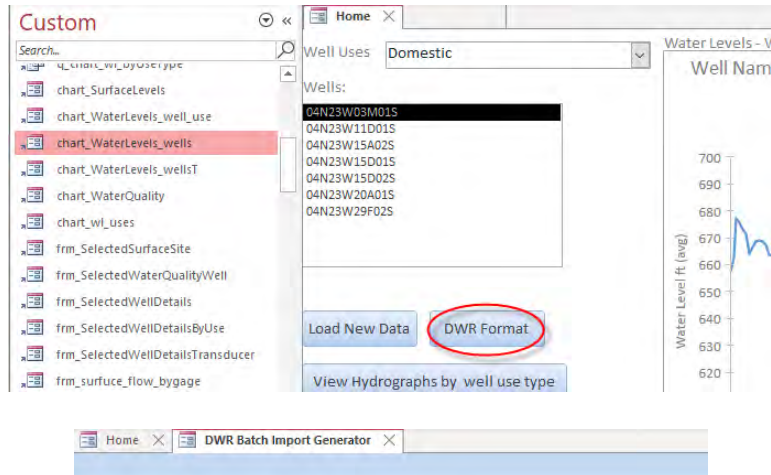 Custom
Search...
q_chart_wl_byUseType
chart_SurfaceLevels
chart_WaterLevels_well_use
chart_WaterLevels_wells
chart_WaterLevels_wellsT
chart_WaterQuality
chart_wl_uses
frm_SelectedSurfaceSite
frm_SelectedWaterQualityWell
frm_SelectedWellDetails
frm_SelectedWellDetailsByUse
frm_SelectedWellDetailsTransducer
frm_surfuce_flow_bygage
Home
Well Uses Domestic
Wells:
04N23W03M01S
04N23W11D01S
04N23W15A02S
04N23W15D01S
04N23W15D02S
04N23W20A01S
04N23W29F02S
Load New Data DWR Format
View Hydrographs by well use type
Water Levels -
Well Nam
Water Level ft (avg)
700
690
680
670
660
650
640
630
620
Home DWR Batch Import Generator